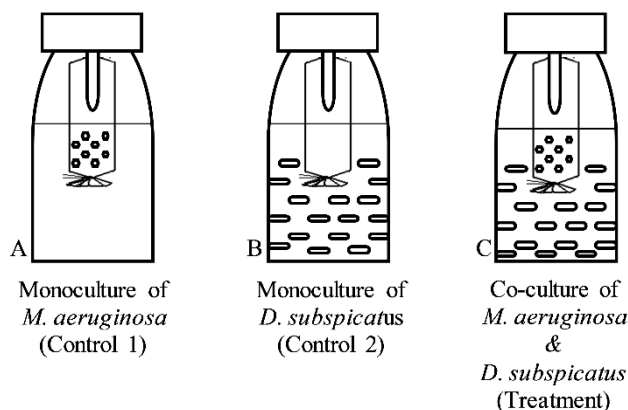 A
Monoculture of
M. aeruginosa
(Control 1)
B
Monoculture of
D. subspicatus
(Control 2)
C
Co-culture of
M. aeruginosa
&
D. subspicatus
(Treatment)